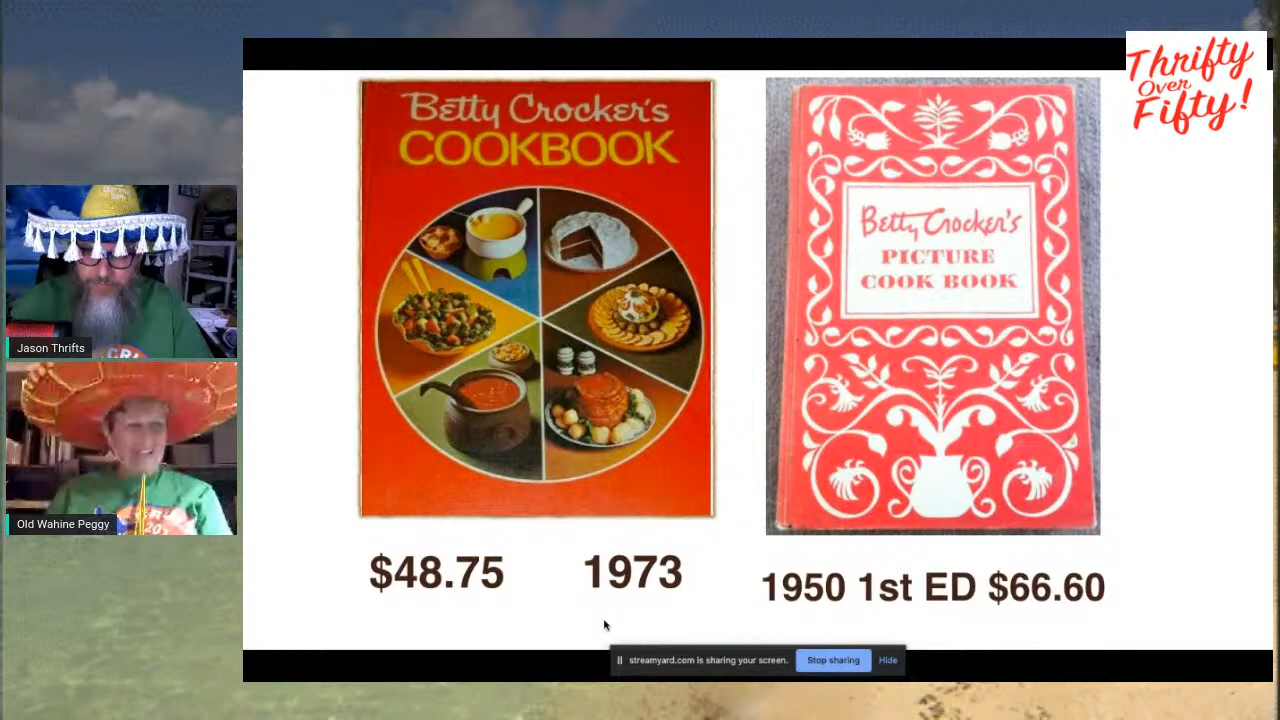 Thrifty
Over
Fifty!
Betty Crocker's
COOKBOOK
Betty Crocker's
PICTURE
COOK BOOK
Jason Thrifts
Old Wahine Peggy
$48.75 1973
1950 1st ED $66.60
streamyard.com is sharing your screen. Stop sharing Hide